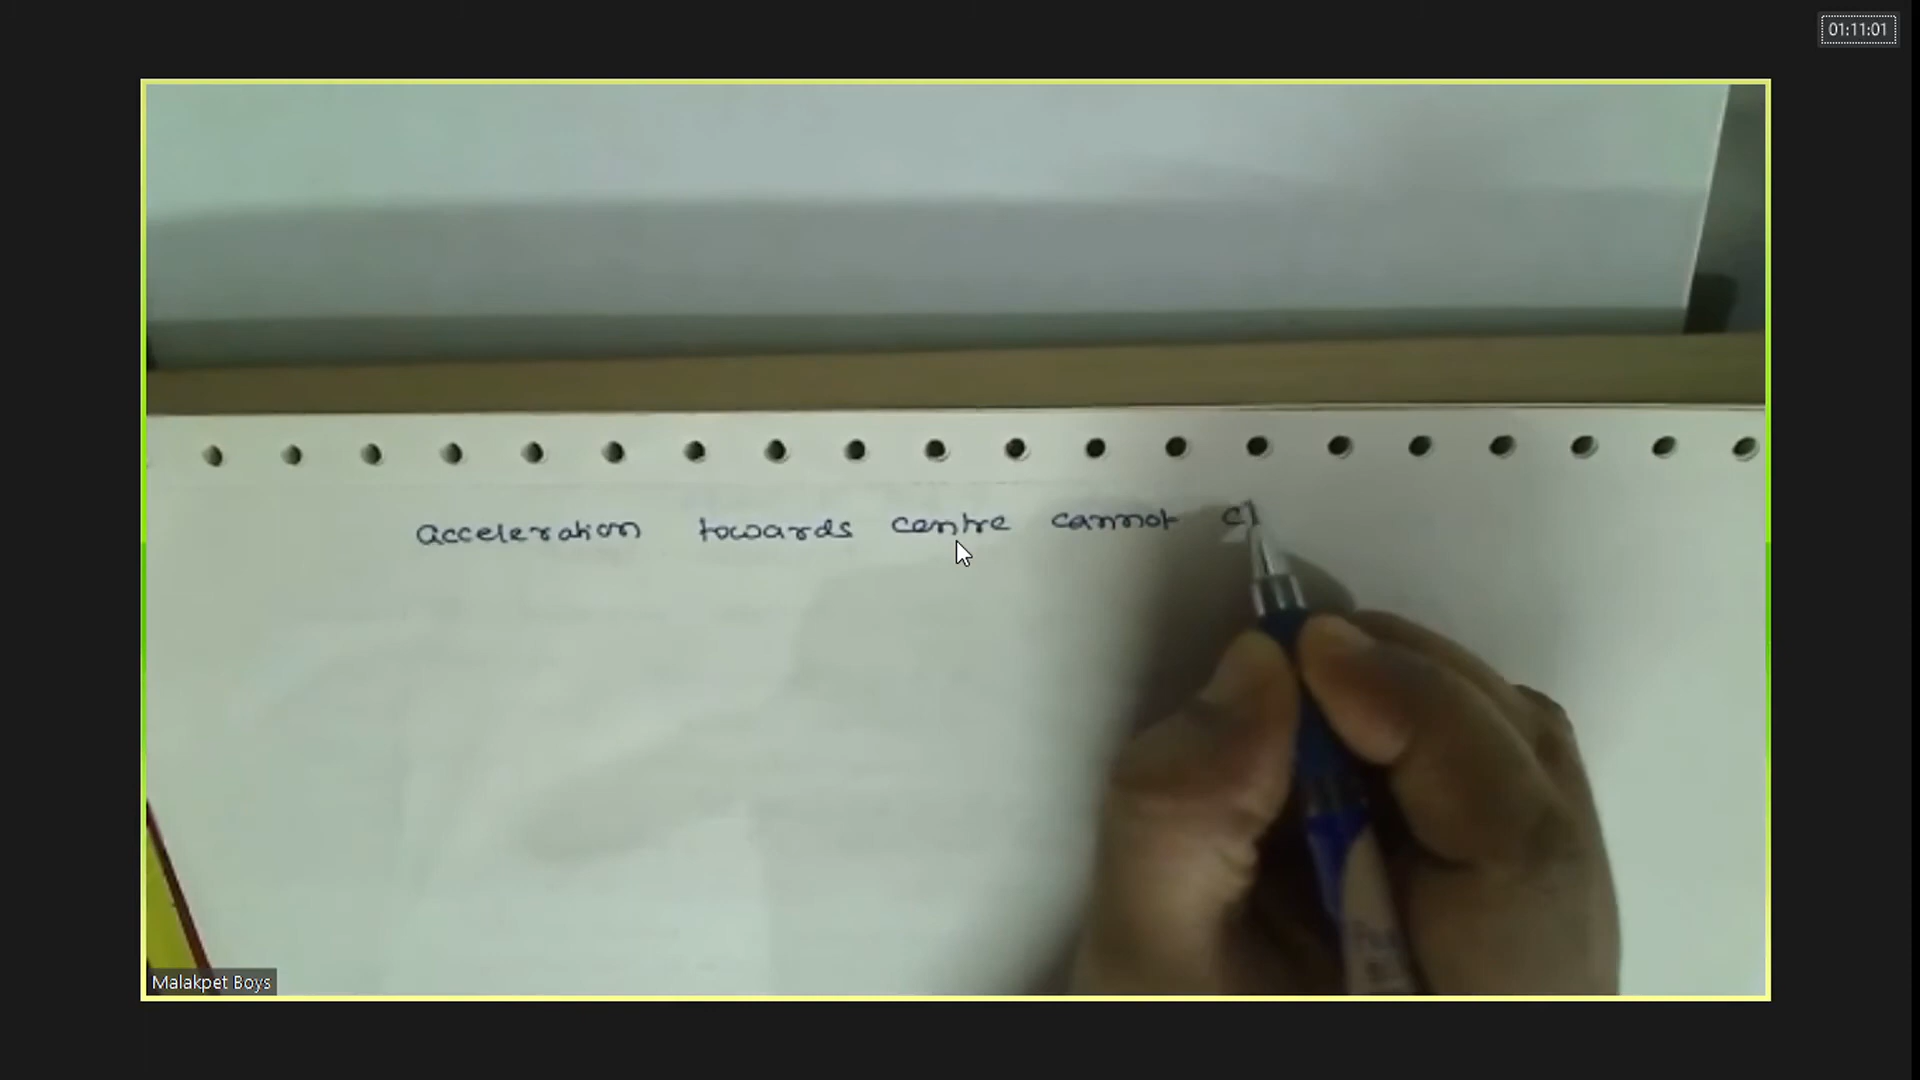 01:11:01
acceleration towards centre cannot
Malakpet Boys